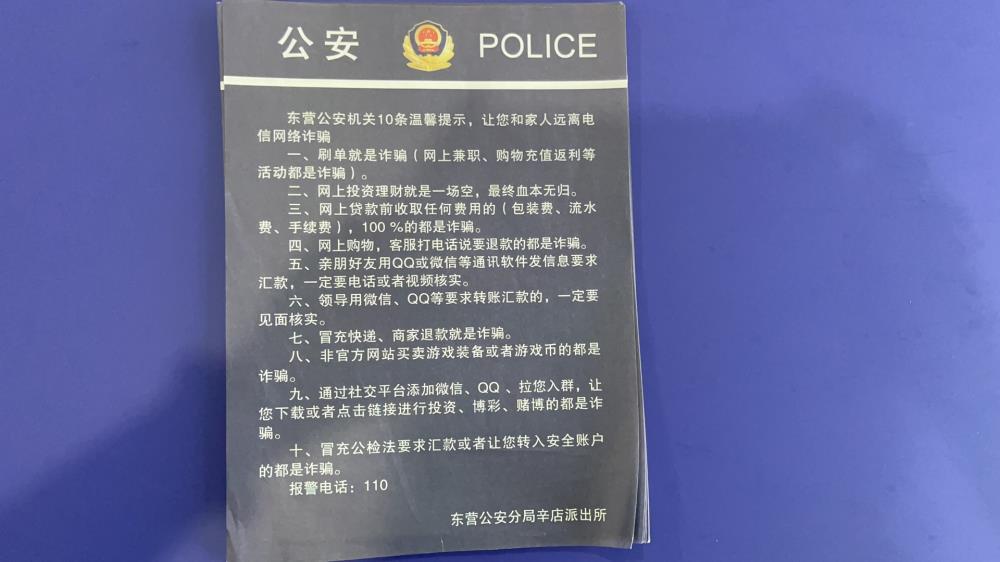 公安 POLICE
东营公安机关10条温馨提示，让您和家人远离电
信网络诈骗
一、刷单就是诈骗（网上兼职、购物充值返利等
活动都是诈骗）。
二、网上投资理财就是一场空，最终血本无归。
三、网上贷款前收取任何费用的（包装费、流水
费、手续费），100 %的都是诈骗。
四、网上购物，客服打电话说要退款的都是诈骗。
五、亲朋好友用QQ或微信等通讯软件发信息要求
汇款，一定要电话或者视频核实。
六、领导用微信、QQ等要求转账汇款的，一定要
见面核实。
七、冒充快递、商家退款就是诈骗。
八、非官方网站买卖游戏装备或者游戏币的都是
诈骗。
九、通过社交平台添加微信、QQ 、拉您入群，让
您下载或者点击链接进行投资、博彩、赌博的都是诈
骗。
十、冒充公检法要求汇款或者让您转入安全账户
的都是诈骗。
报警电话：110
东营公安分局辛店派出所